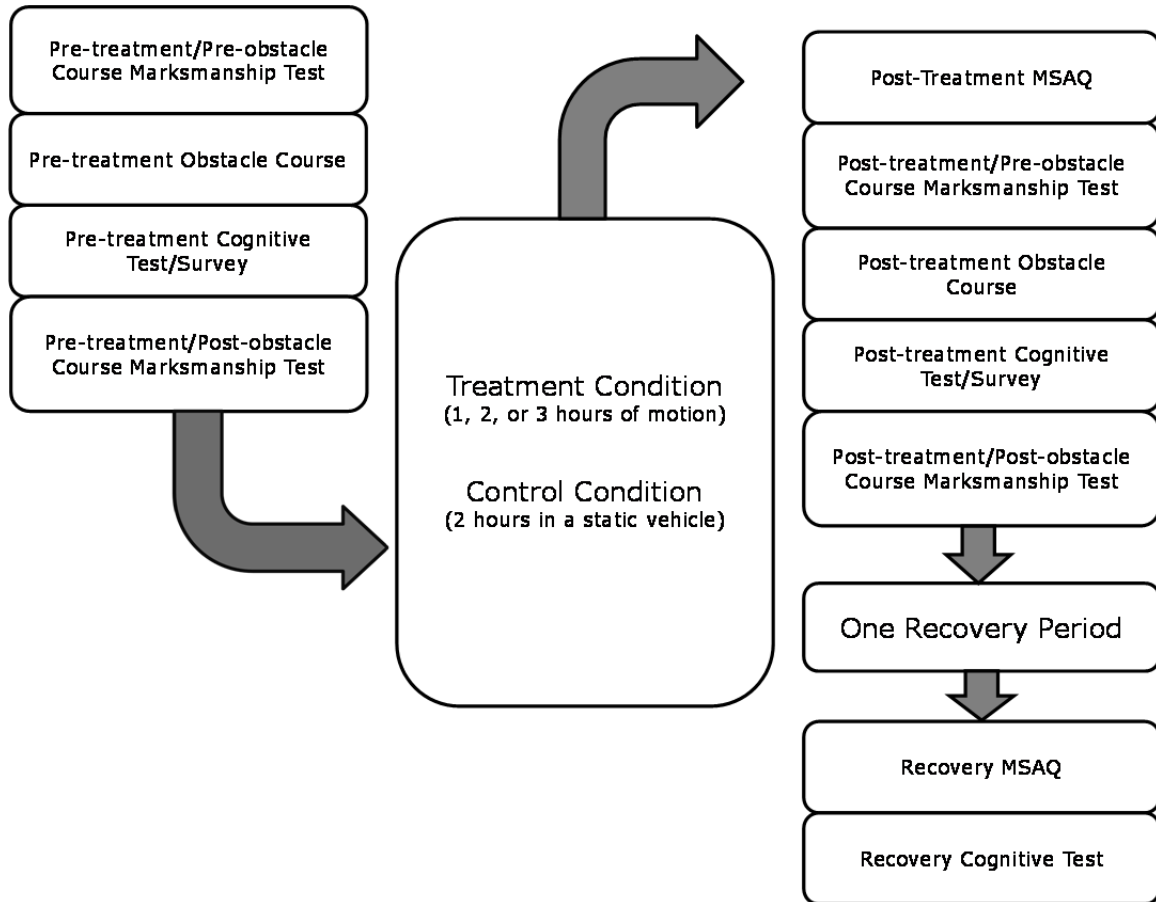 Pre-treatment/Pre-obstacle
Course Marksmanship Test
Pre-treatment Obstacle Course
Pre-treatment Cognitive
Test/Survey
Pre-treatment/Post-obstacle
Course Marksmanship Test
Treatment Condition
(1, 2, or 3 hours of motion)
Control Condition
(2 hours in a static vehicle)
Post-Treatment MSAQ
Post-treatment/Pre-obstacle
Course Marksmanship Test
Post-treatment Obstacle
Course
Post-treatment Cognitive
Test/Survey
Post-treatment/Post-obstacle
Course Marksmanship Test
One Recovery Period
Recovery MSAQ
Recovery Cognitive Test